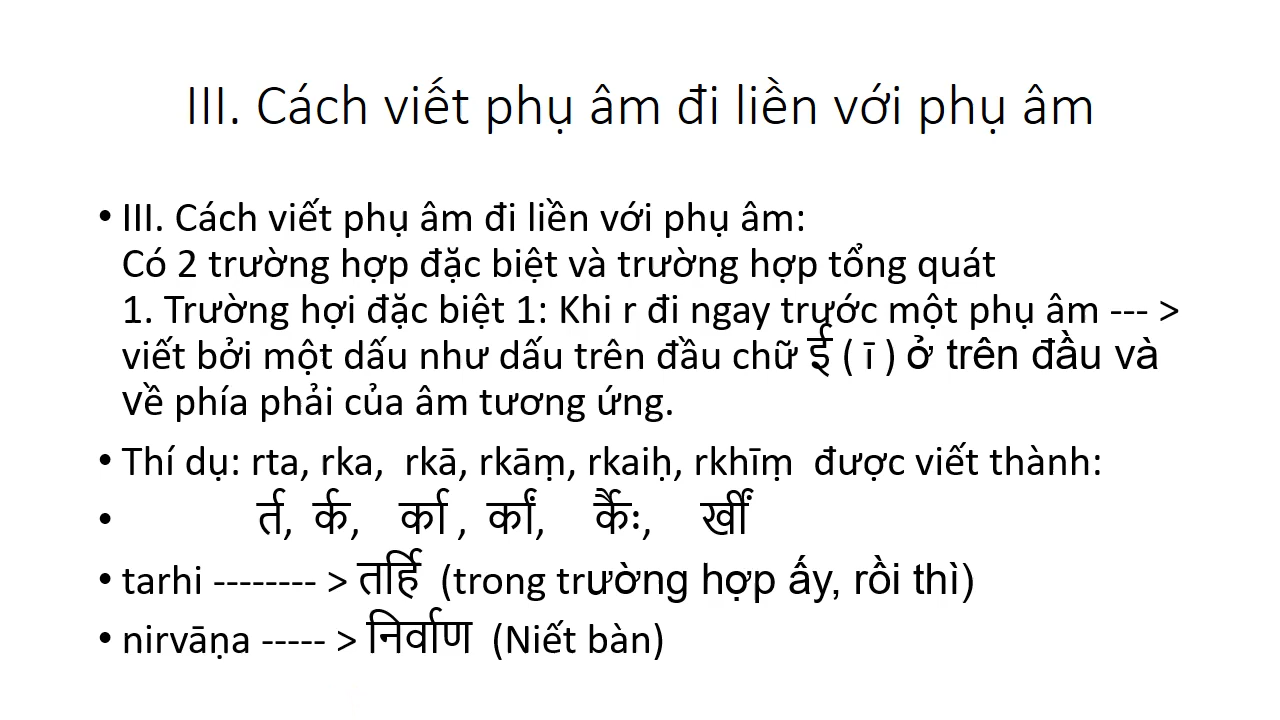 III. Cách viết phụ âm đi liền với phụ âm
• III. Cách viết phụ âm đi liền với phụ âm:
Có 2 trường hợp đặc biệt và trường hợp tổng quát
1. Trường hợi đặc biệt 1: Khi r đi ngay trước một phụ âm --- >
viết bởi một dấu như dấu trên đầu chữ ई ( ī ) ở trên đầu và
về phía phải của âm tương ứng.
• Thí dụ: rta, rka, rkā, rkāṃ, rkaiḥ, rkhīṃ được viết thành:
• र्त, र्क, र्का , र्कां, र्कैः, र्खीं
• tarhi -------- > तर्हि (trong trường hợp ấy, rồi thì)
• nirvāṇa ----- > निर्वाण (Niết bàn)